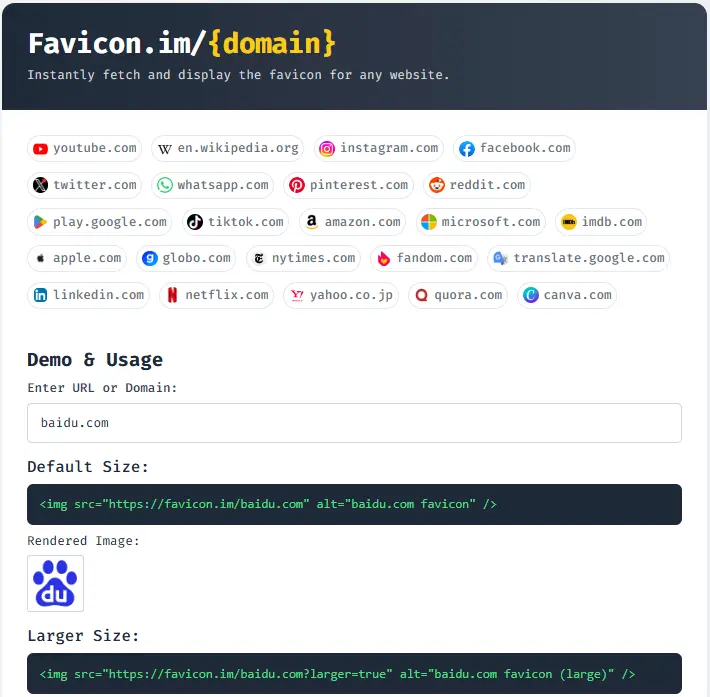 Favicon.im/{domain}
Instantly fetch and display the favicon for any website.
youtube.com W en.wikipedia.org instagram.com facebook.com
twitter.com whatsapp.com pinterest.com reddit.com
play.google.com tiktok.com a amazon.com microsoft.com IMDb imdb.com
apple.com g globo.com nytimes.com fandom.com G translate.google.com
in linkedin.com N netflix.com Y! yahoo.co.jp Q quora.com C canva.com
Demo & Usage
Enter URL or Domain:
baidu.com
Default Size:
<img src="https://favicon.im/baidu.com" alt="baidu.com favicon" />
Rendered Image:
du
Larger Size:
<img src="https://favicon.im/baidu.com?larger=true" alt="baidu.com favicon (large)" />